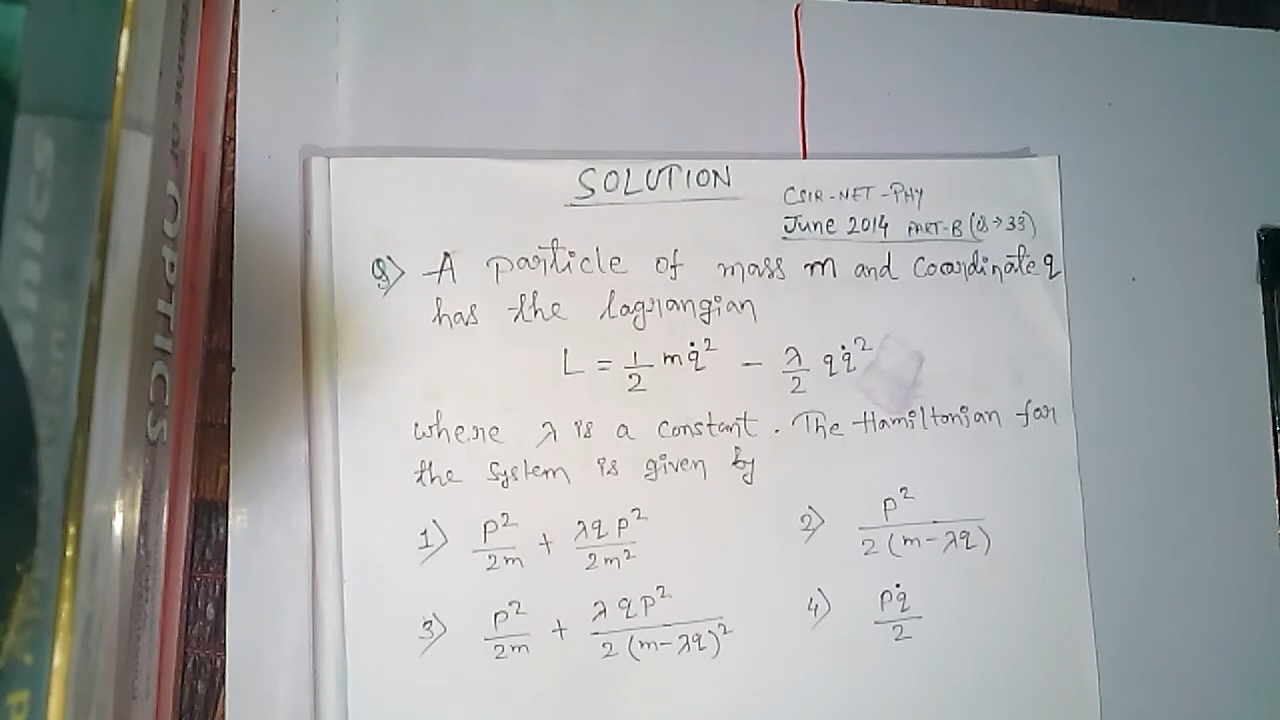 OPTICS
SOLUTION
CSIR-NET-PHY
June 2014 PART-B (Q→33)
Q) A particle of mass m and coordinate q
has the lagrangian
L = 1/2 mq̇² - λ/2 qq̇²
where λ is a constant. The Hamiltonian for
the system is given by
1) p²/2m + λqp²/2m² 2) p²/2(m-λq)
3) p²/2m + λqp²/2(m-λq)² 4) pq̇/2